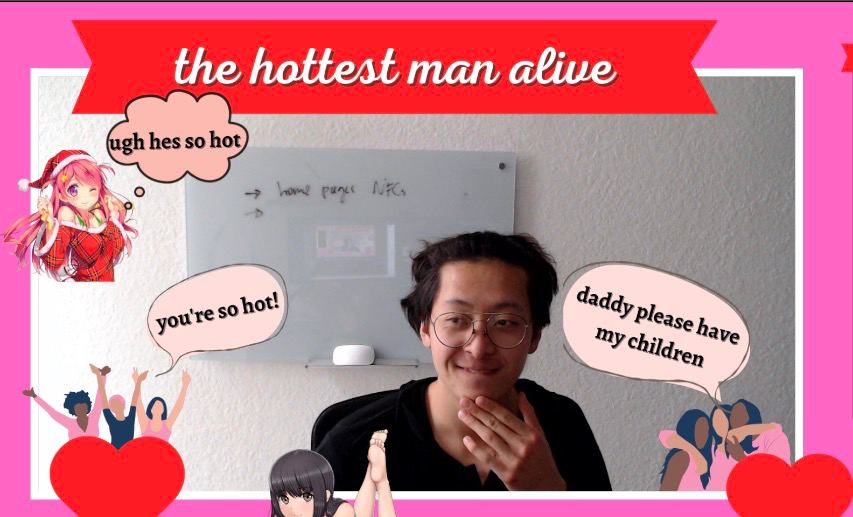 the hottest man alive
ugh hes so hot
→ home pages NFCs
→
you're so hot!
daddy please have
my children